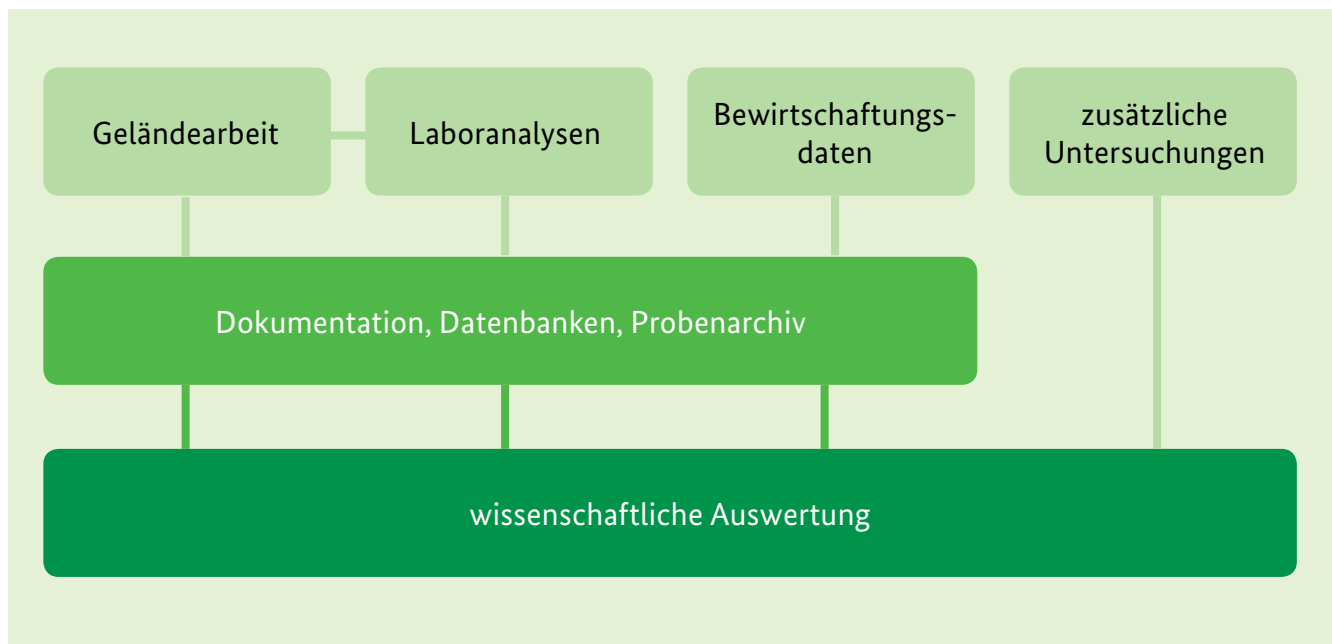 Geländearbeit
Laboranalysen
Bewirtschaftungs-
daten
zusätzliche
Untersuchungen
Dokumentation, Datenbanken, Probenarchiv
wissenschaftliche Auswertung